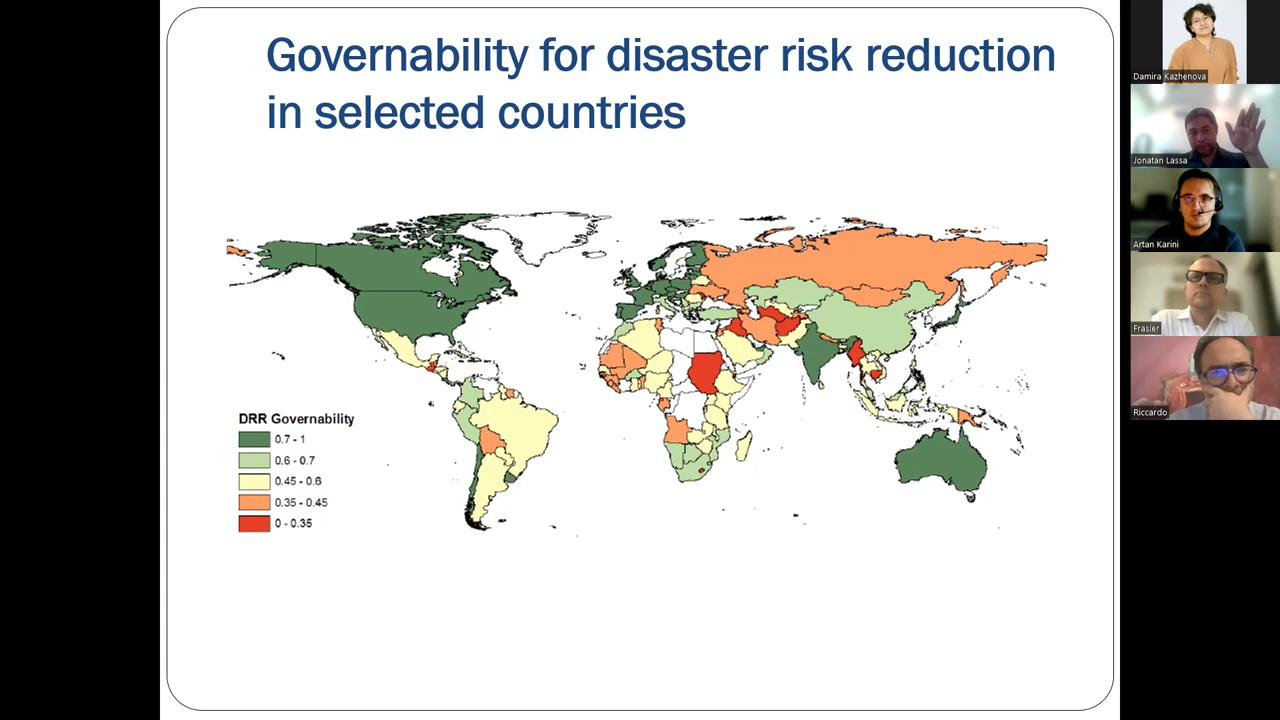 Governability for disaster risk reduction
in selected countries
DRR Governability
0.7 - 1
0.6 - 0.7
0.45 - 0.6
0.35 - 0.45
0 - 0.35
Damira Kazhenova
Jonatan Lassa
Artan Karini
Frasier
Riccardo